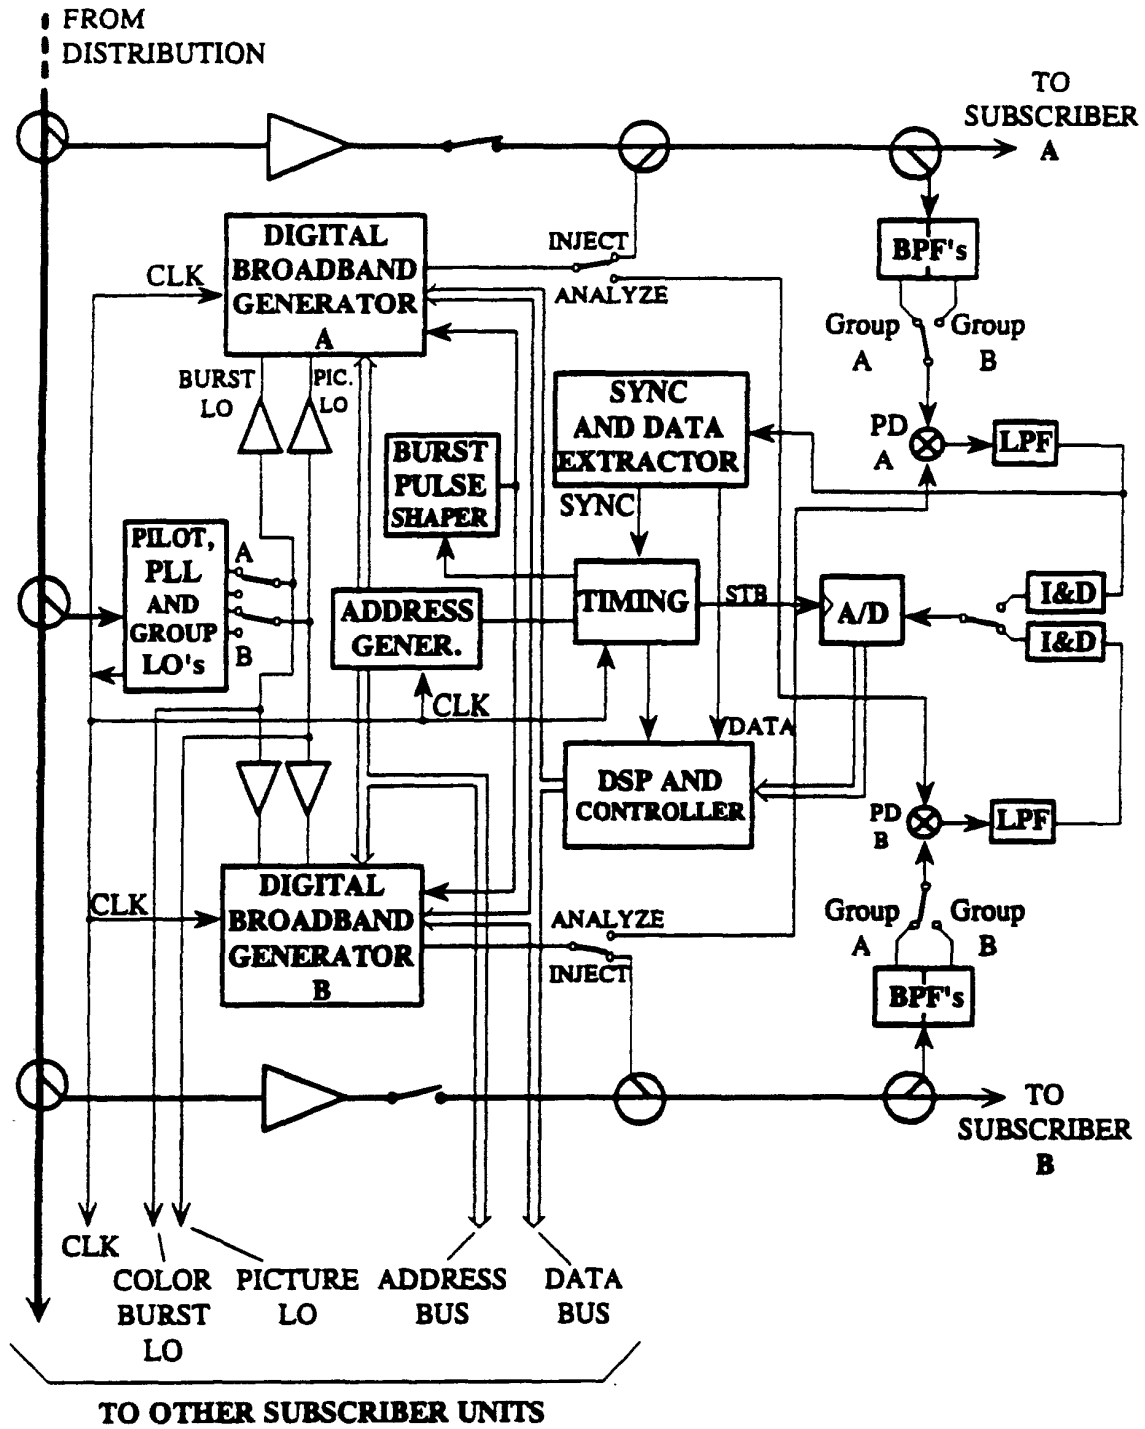 FROM
DISTRIBUTION
TO
SUBSCRIBER
A
DIGITAL
BROADBAND
GENERATOR
A
CLK
INJECT
ANALYZE
BPF's
Group
A
Group
B
BURST
LO
PIC.
LO
SYNC
AND DATA
EXTRACTOR
PD
A
LPF
BURST
PULSE
SHAPER
SYNC
PILOT,
PLL
AND
GROUP
LO's
A
B
ADDRESS
GENER.
TIMING
STB
A/D
I&D
I&D
CLK
DATA
DSP AND
CONTROLLER
PD
B
LPF
DIGITAL
BROADBAND
GENERATOR
B
CLK
ANALYZE
INJECT
Group
A
Group
B
BPF's
TO
SUBSCRIBER
B
CLK
COLOR
BURST
LO
PICTURE
LO
ADDRESS
BUS
DATA
BUS
TO OTHER SUBSCRIBER UNITS